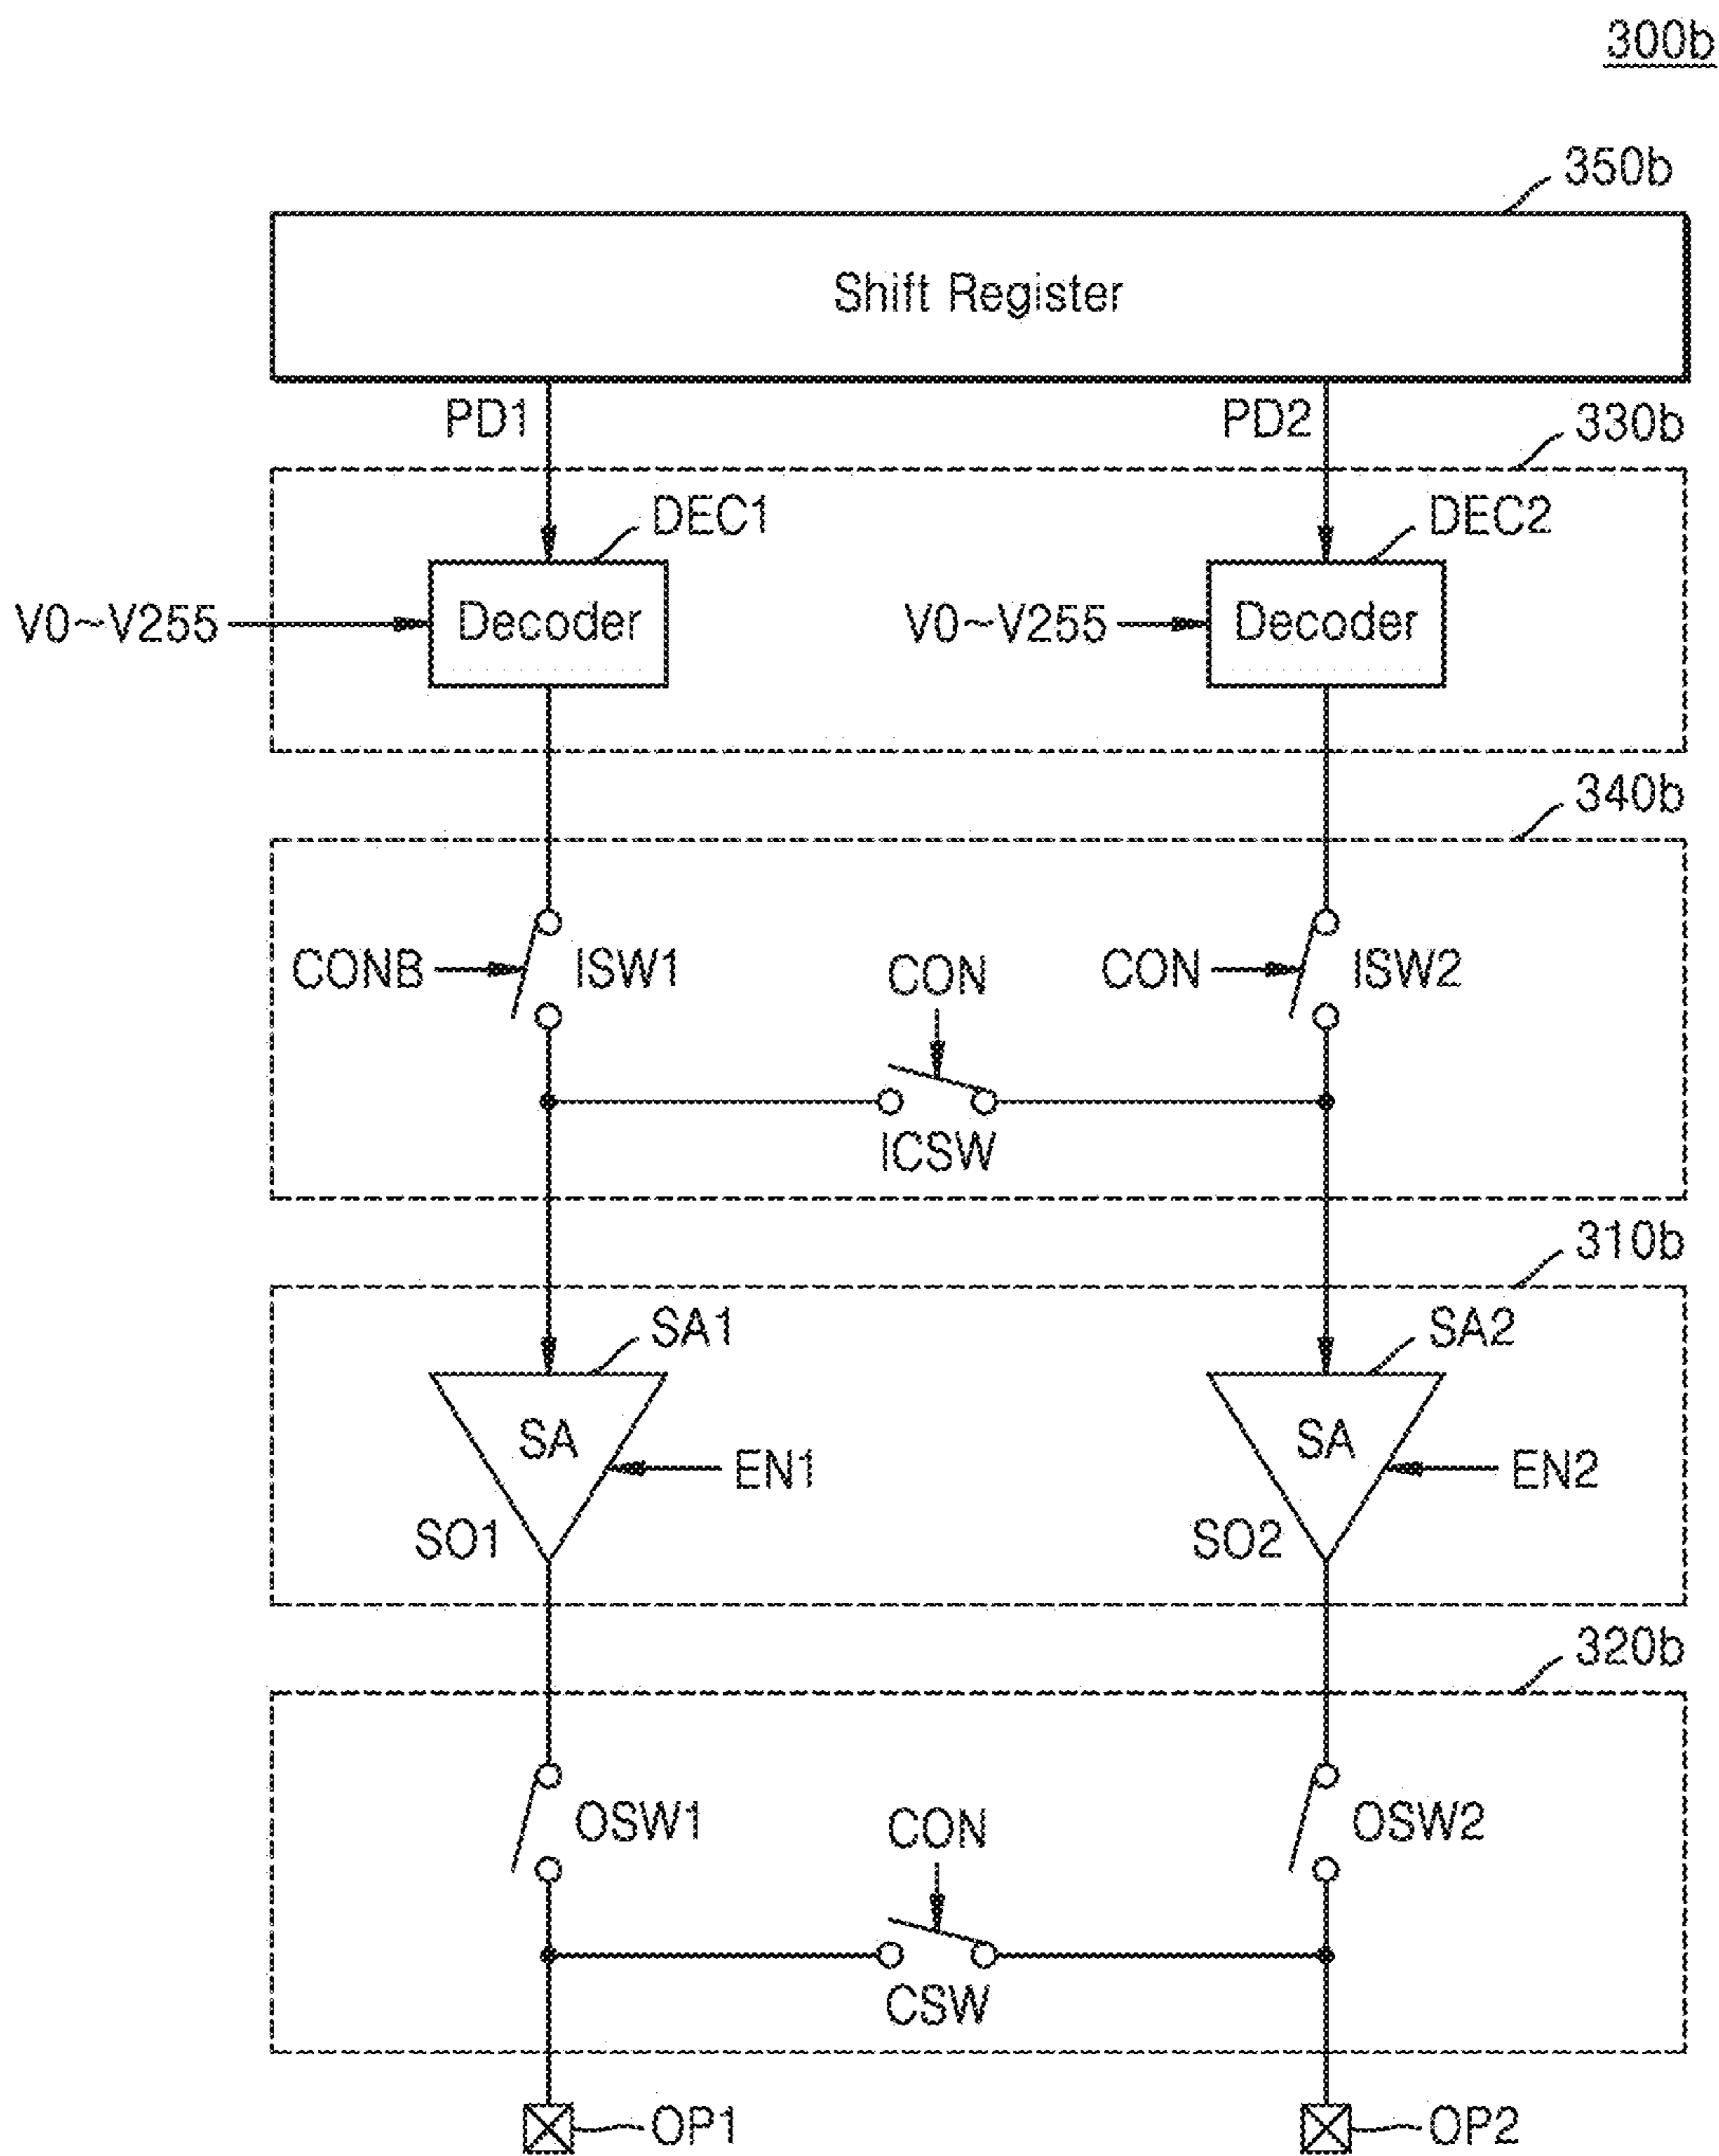 300b
350b
Shift Register
PD1
PD2
330b
DEC1
DEC2
V0~V255
Decoder
V0~V255
Decoder
340b
CONB
ISW1
CON
CON
ISW2
ICSW
310b
SA1
SA2
SA
EN1
SA
EN2
SO1
SO2
320b
OSW1
CON
OSW2
CSW
OP1
OP2